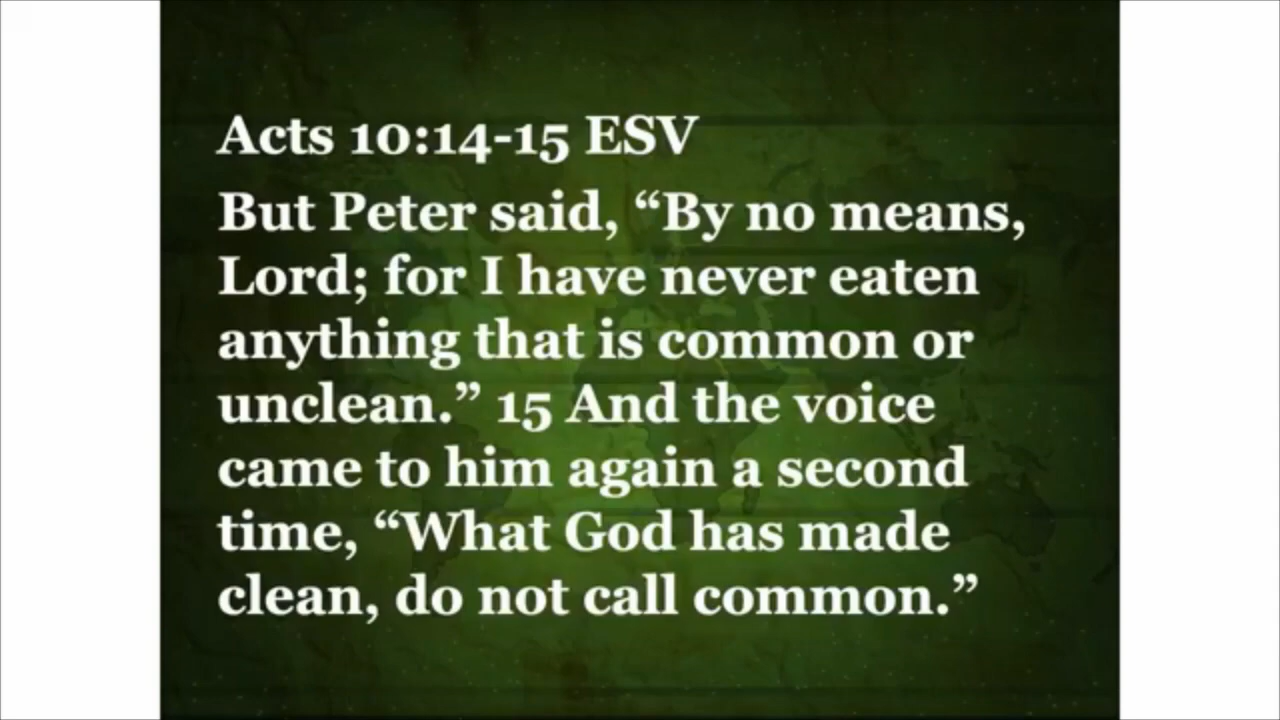 Acts 10:14-15 ESV
But Peter said, “By no means,
Lord; for I have never eaten
anything that is common or
unclean.” 15 And the voice
came to him again a second
time, “What God has made
clean, do not call common.”